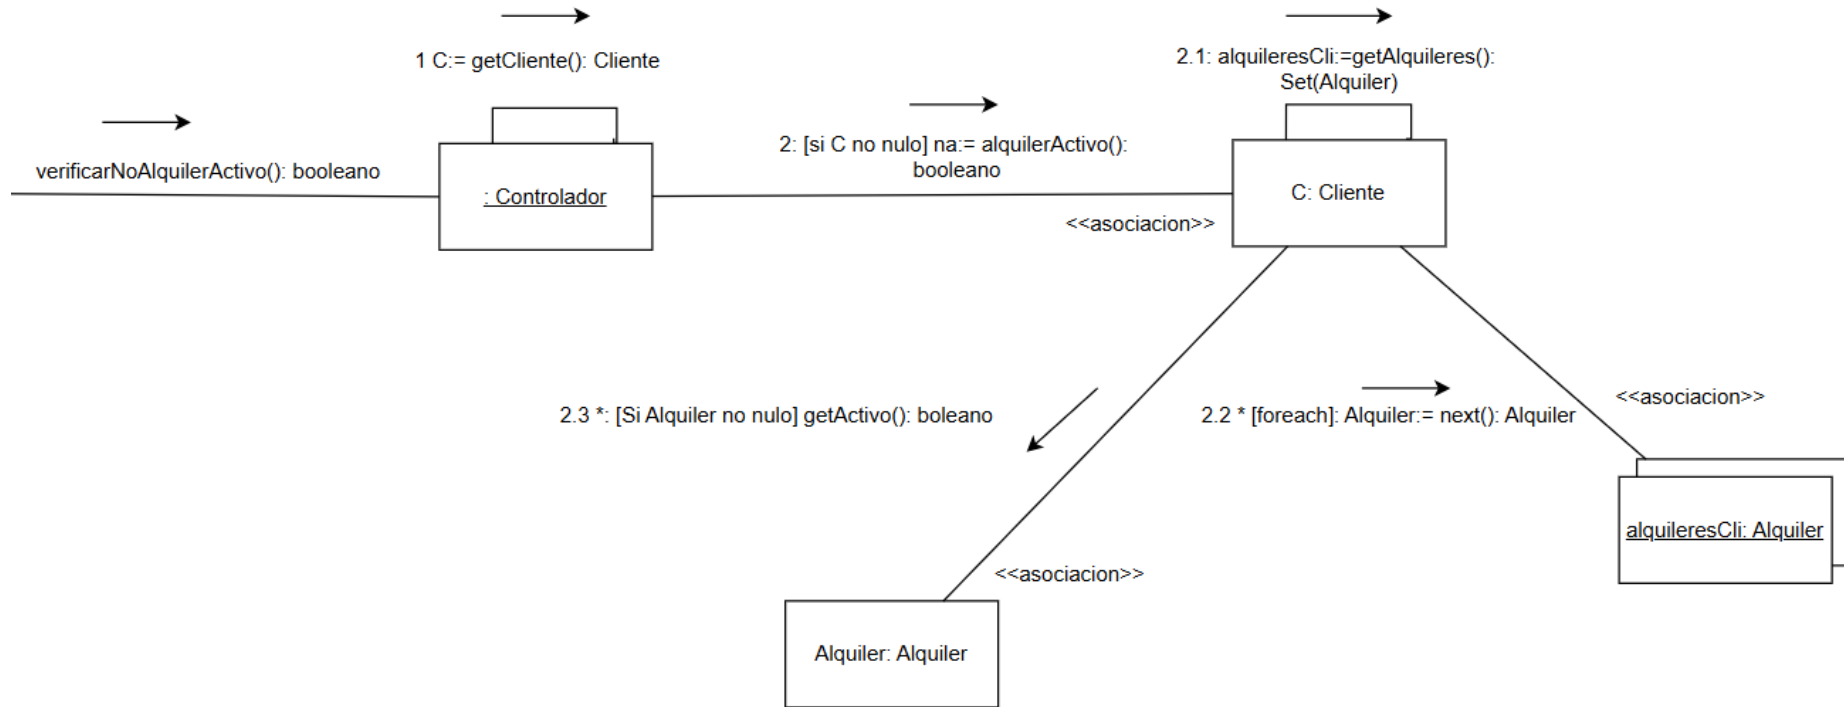 1 C:= getCliente(): Cliente
2.1: alquileresCli:=getAlquileres():
Set(Alquiler)
verificarNoAlquilerActivo(): booleano
2: [si C no nulo] na:= alquilerActivo():
booleano
: Controlador
C: Cliente
<<asociacion>>
2.3 *: [Si Alquiler no nulo] getActivo(): boleano
2.2 * [foreach]: Alquiler:= next(): Alquiler
<<asociacion>>
alquileresCli: Alquiler
<<asociacion>>
Alquiler: Alquiler